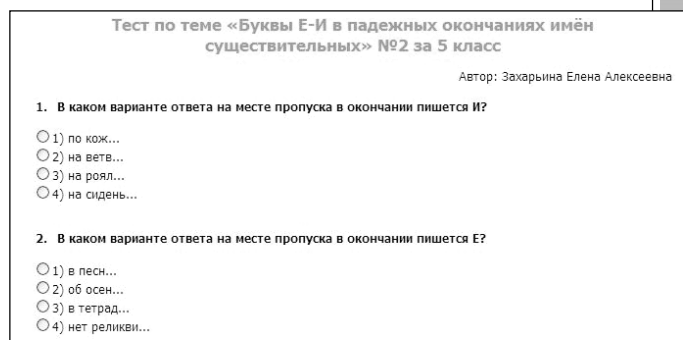 Тест по теме «Буквы Е-И в падежных окончаниях имён
существительных» №2 за 5 класс
Автор: Захарьина Елена Алексеевна
1. В каком варианте ответа на месте пропуска в окончании пишется И?
1) по кож...
2) на ветв...
3) на роял...
4) на сидень...
2. В каком варианте ответа на месте пропуска в окончании пишется Е?
1) в песн...
2) об осен...
3) в тетрад...
4) нет реликви...